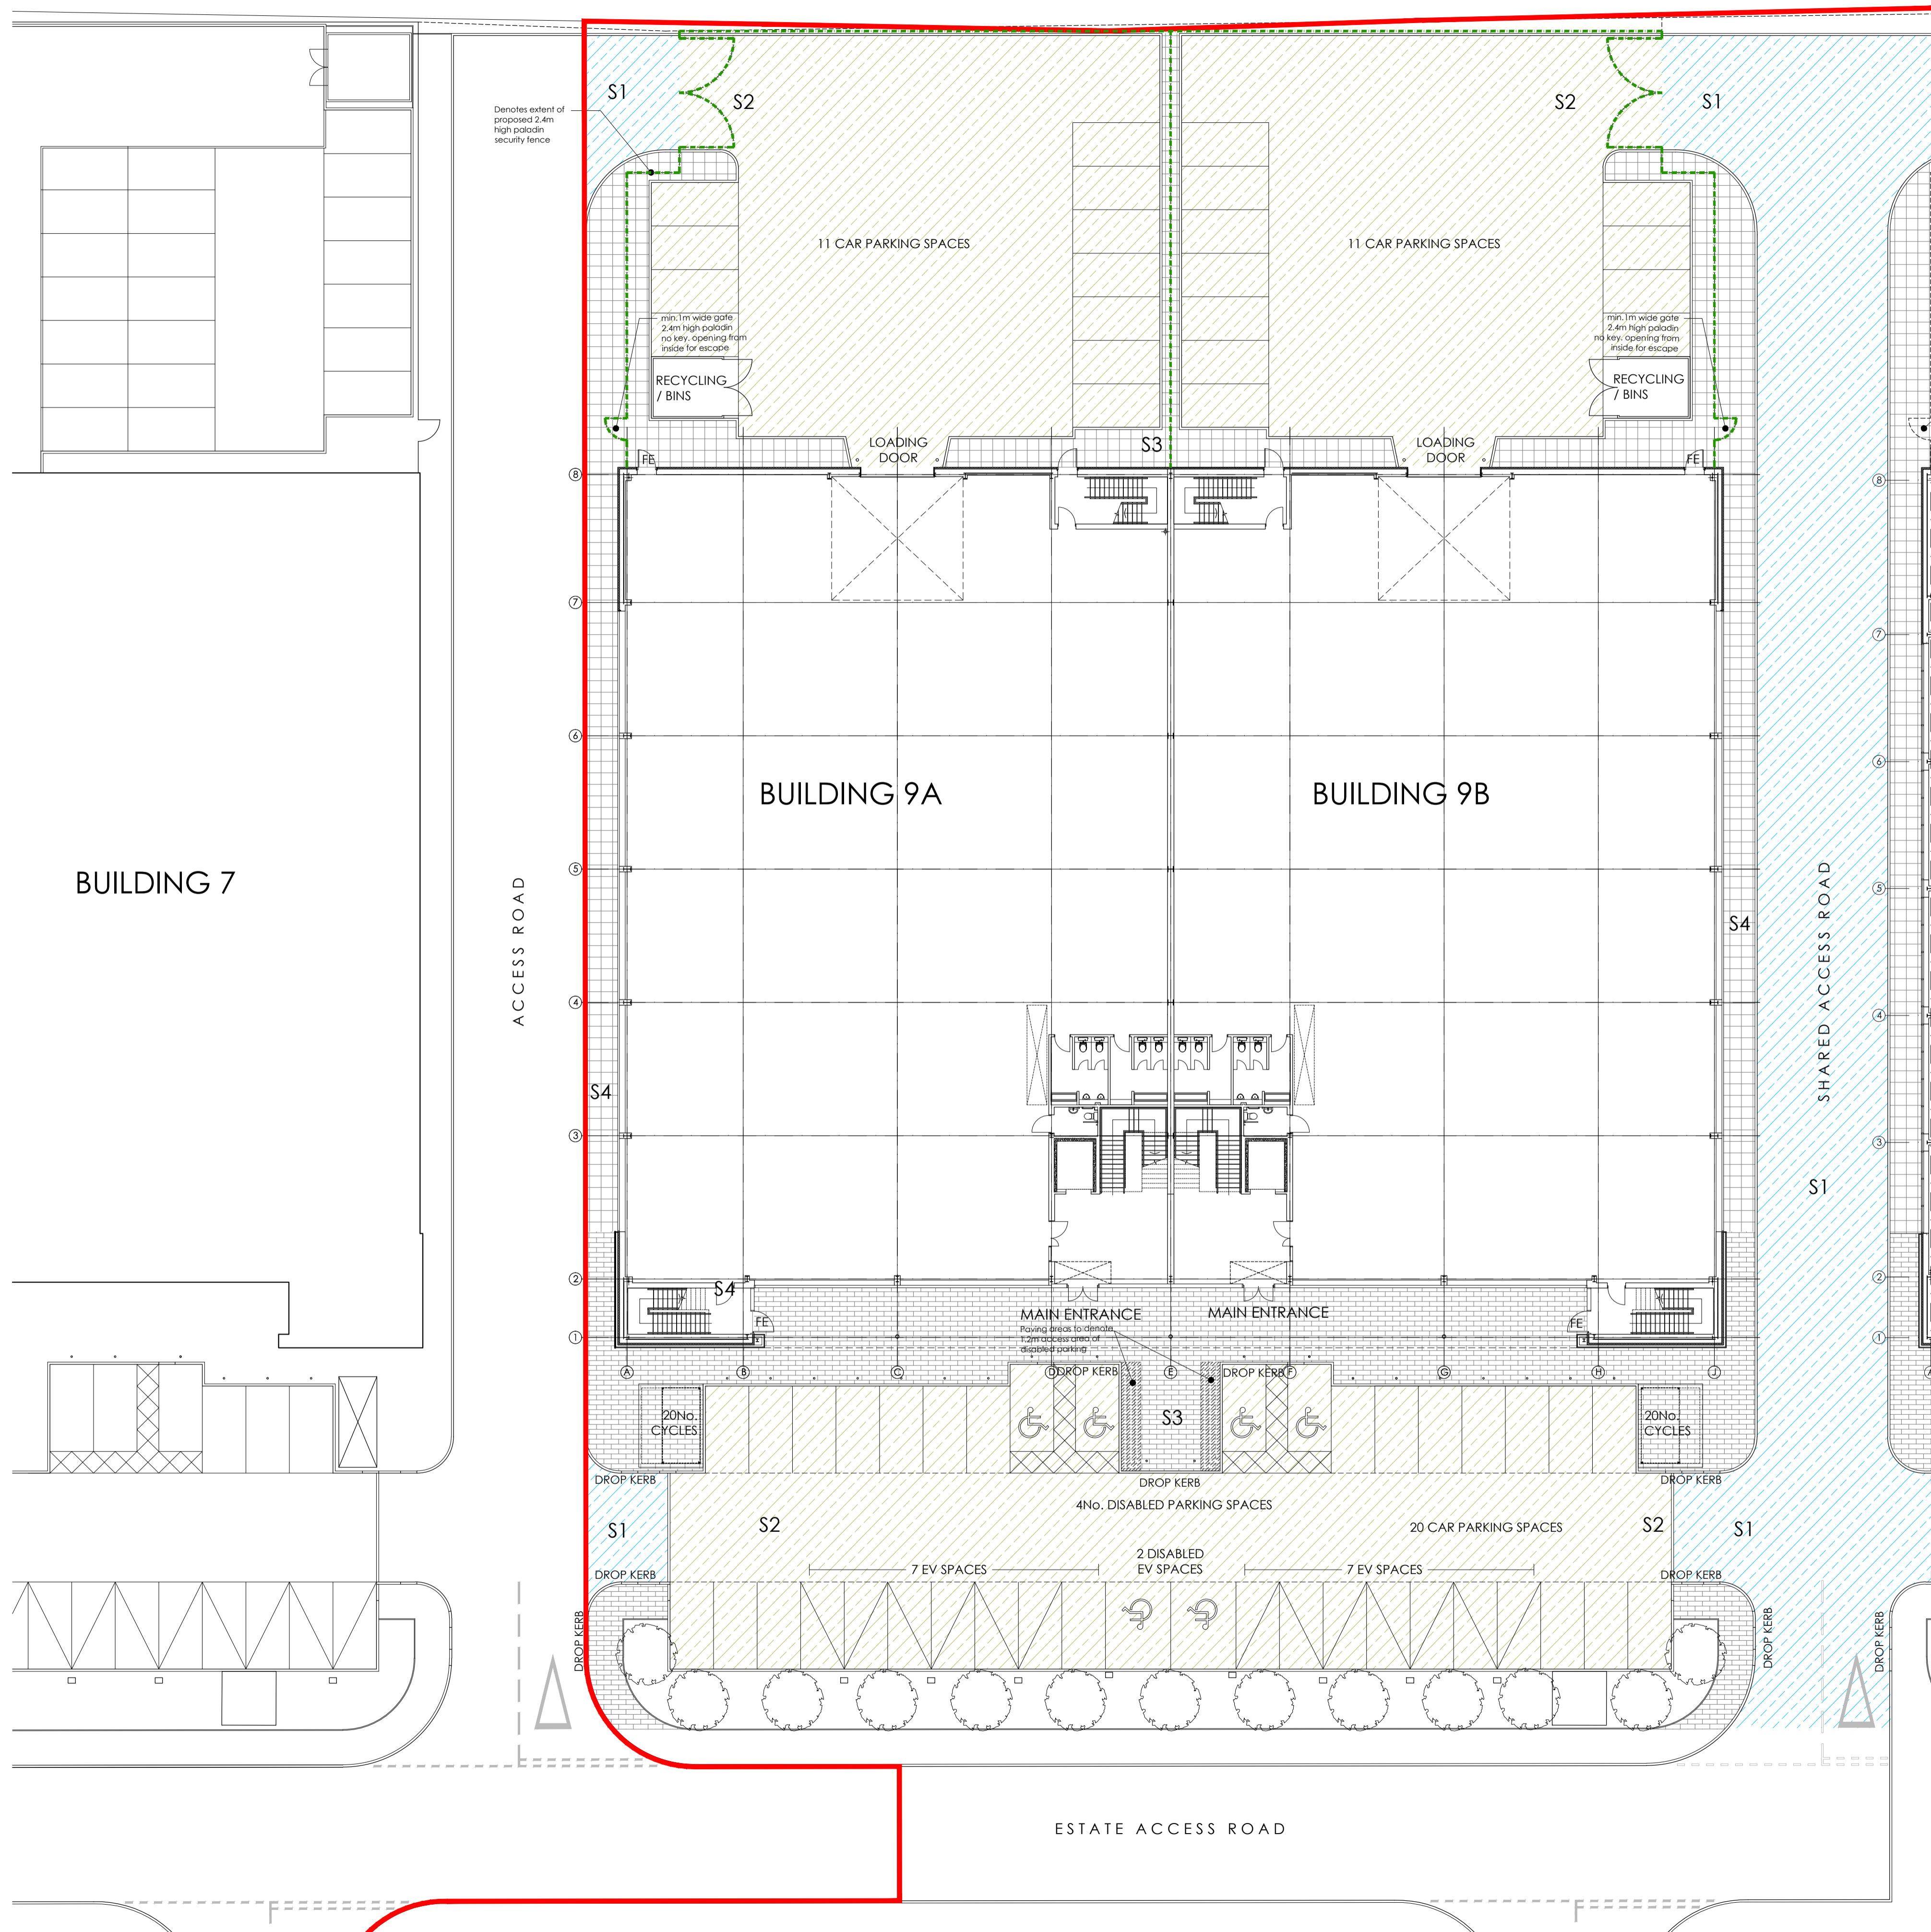 S1
S2
S2
S1
Denotes extent of
proposed 2.4m
high paladin
security fence
11 CAR PARKING SPACES
11 CAR PARKING SPACES
min.1m wide gate
2.4m high paladin
no key. opening from
inside for escape
min.1m wide gate
2.4m high paladin
no key. opening from
inside for escape
RECYCLING
/ BINS
RECYCLING
/ BINS
LOADING
DOOR
S3
LOADING
DOOR
FE
FE
8
8
7
7
6
6
BUILDING 9A
BUILDING 9B
BUILDING 7
5
5
ACCESS ROAD
SHARED ACCESS ROAD
S4
4
4
S4
3
3
S1
2
2
S4
MAIN ENTRANCE
MAIN ENTRANCE
FE
FE
Paving areas to denote
1.2m access area of
disabled parking
1
1
A
B
C
D
DROP KERB
E
DROP KERB
F
G
H
J
A
20No.
CYCLES
S3
20No.
CYCLES
DROP KERB
DROP KERB
DROP KERB
4No. DISABLED PARKING SPACES
S1
S2
20 CAR PARKING SPACES
S2
S1
2 DISABLED
EV SPACES
7 EV SPACES
7 EV SPACES
DROP KERB
DROP KERB
DROP KERB
DROP KERB
DROP KERB
ESTATE ACCESS ROAD